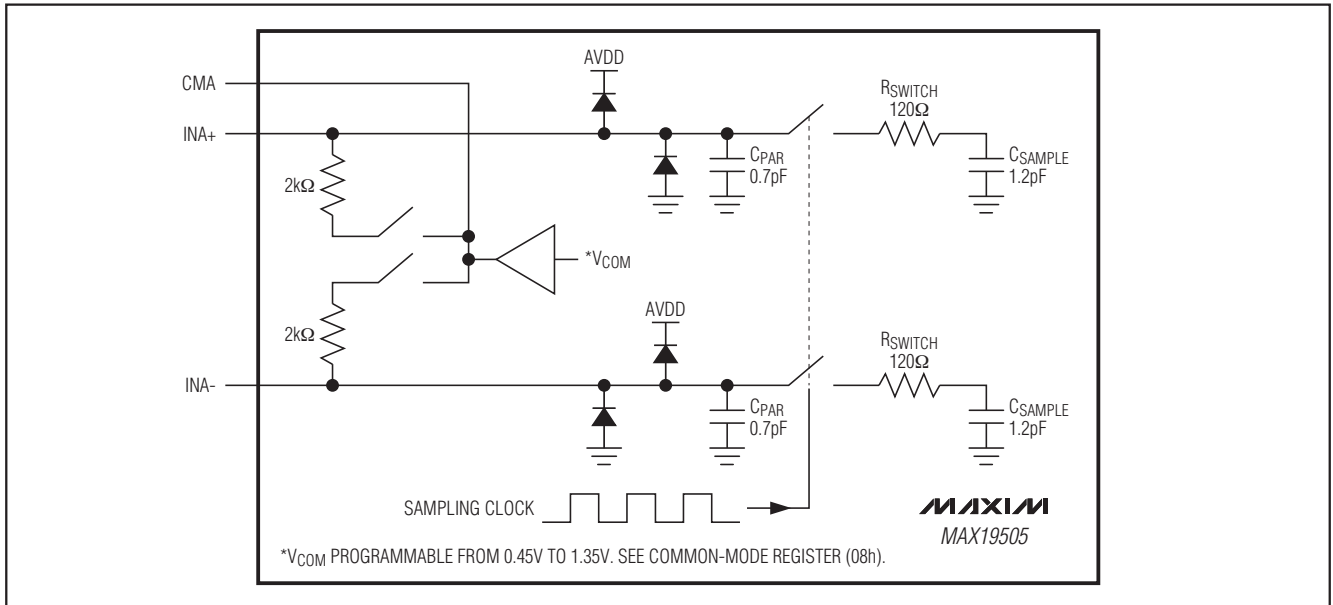 AVDD
CMA
RSWITCH
120Ω
INA+
CPAR
0.7pF
CSAMPLE
1.2pF
2kΩ
*VCOM
AVDD
2kΩ
RSWITCH
120Ω
INA-
CPAR
0.7pF
CSAMPLE
1.2pF
SAMPLING CLOCK
MAXIM
MAX19505
*VCOM PROGRAMMABLE FROM 0.45V TO 1.35V. SEE COMMON-MODE REGISTER (08h).